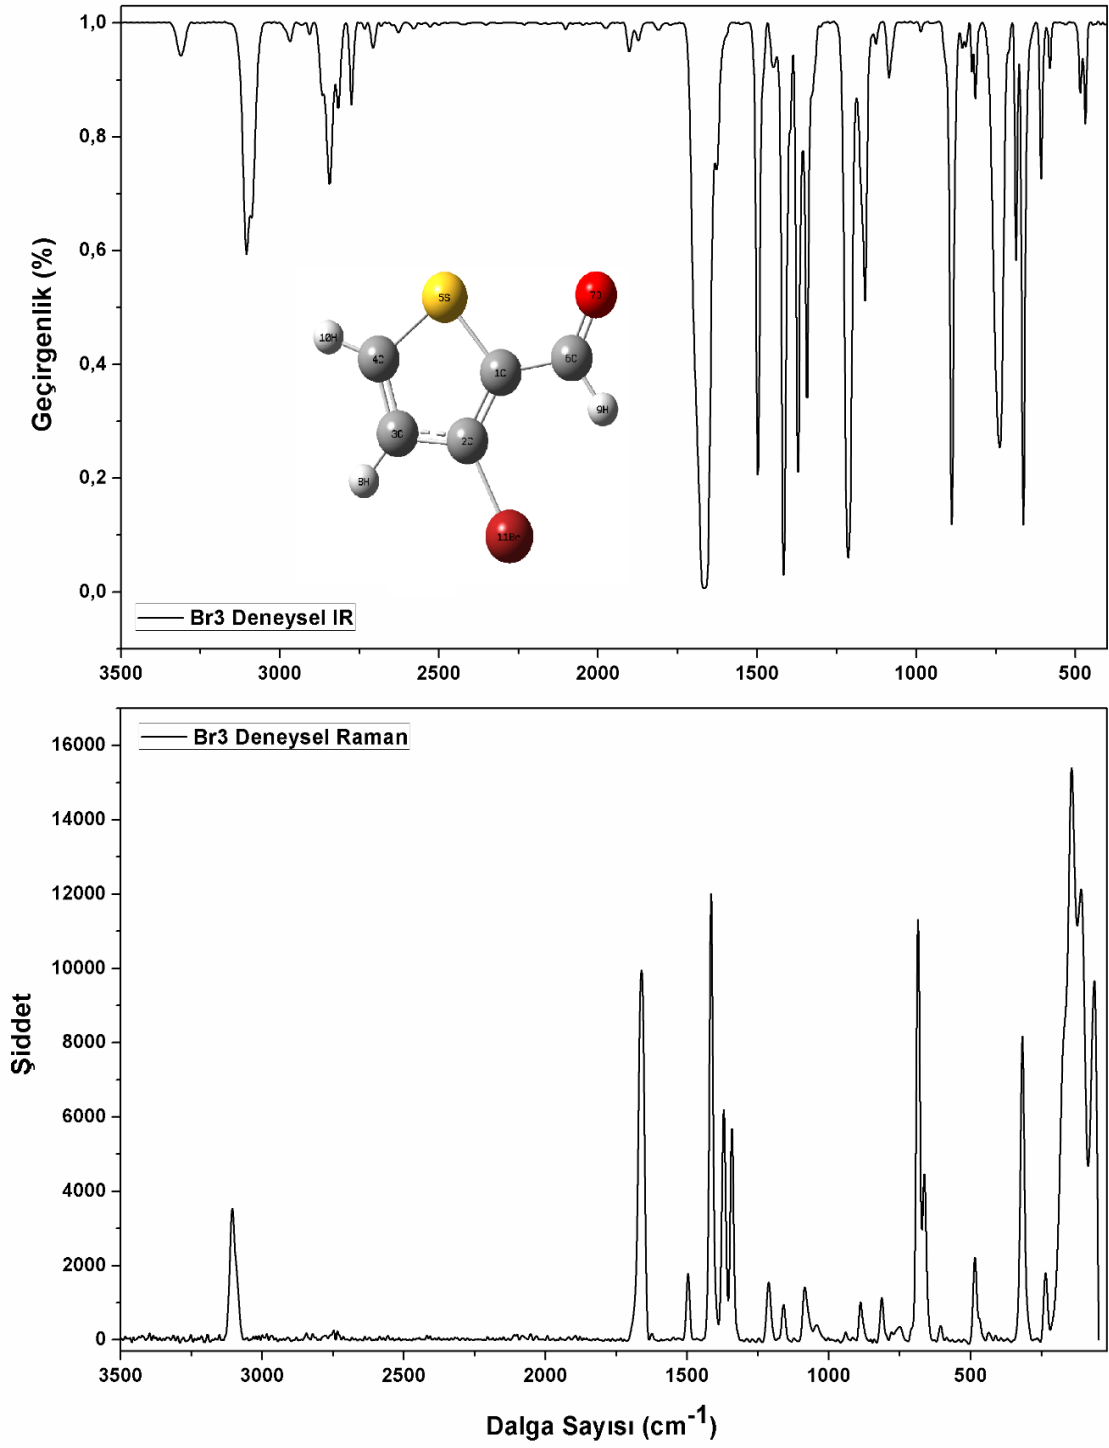 1,0
0,8
0,6
0,4
0,2
0,0
Geçirgenlik (%)
5S
7O
10H
4C
1C
6C
9H
3C
2C
8H
11Br
Br3 Deneysel IR
3500 3000 2500 2000 1500 1000 500
Br3 Deneysel Raman
16000
14000
12000
10000
8000
6000
4000
2000
0
Şiddet
3500 3000 2500 2000 1500 1000 500
Dalga Sayısı (cm⁻¹)